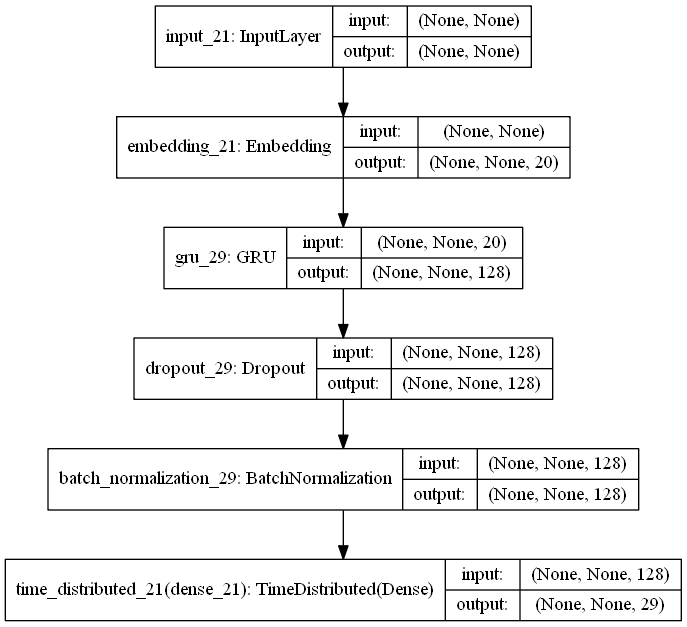 input_21: InputLayer
input: (None, None)
output: (None, None)
embedding_21: Embedding
input: (None, None)
output: (None, None, 20)
gru_29: GRU
input: (None, None, 20)
output: (None, None, 128)
dropout_29: Dropout
input: (None, None, 128)
output: (None, None, 128)
batch_normalization_29: BatchNormalization
input: (None, None, 128)
output: (None, None, 128)
time_distributed_21(dense_21): TimeDistributed(Dense)
input: (None, None, 128)
output: (None, None, 29)